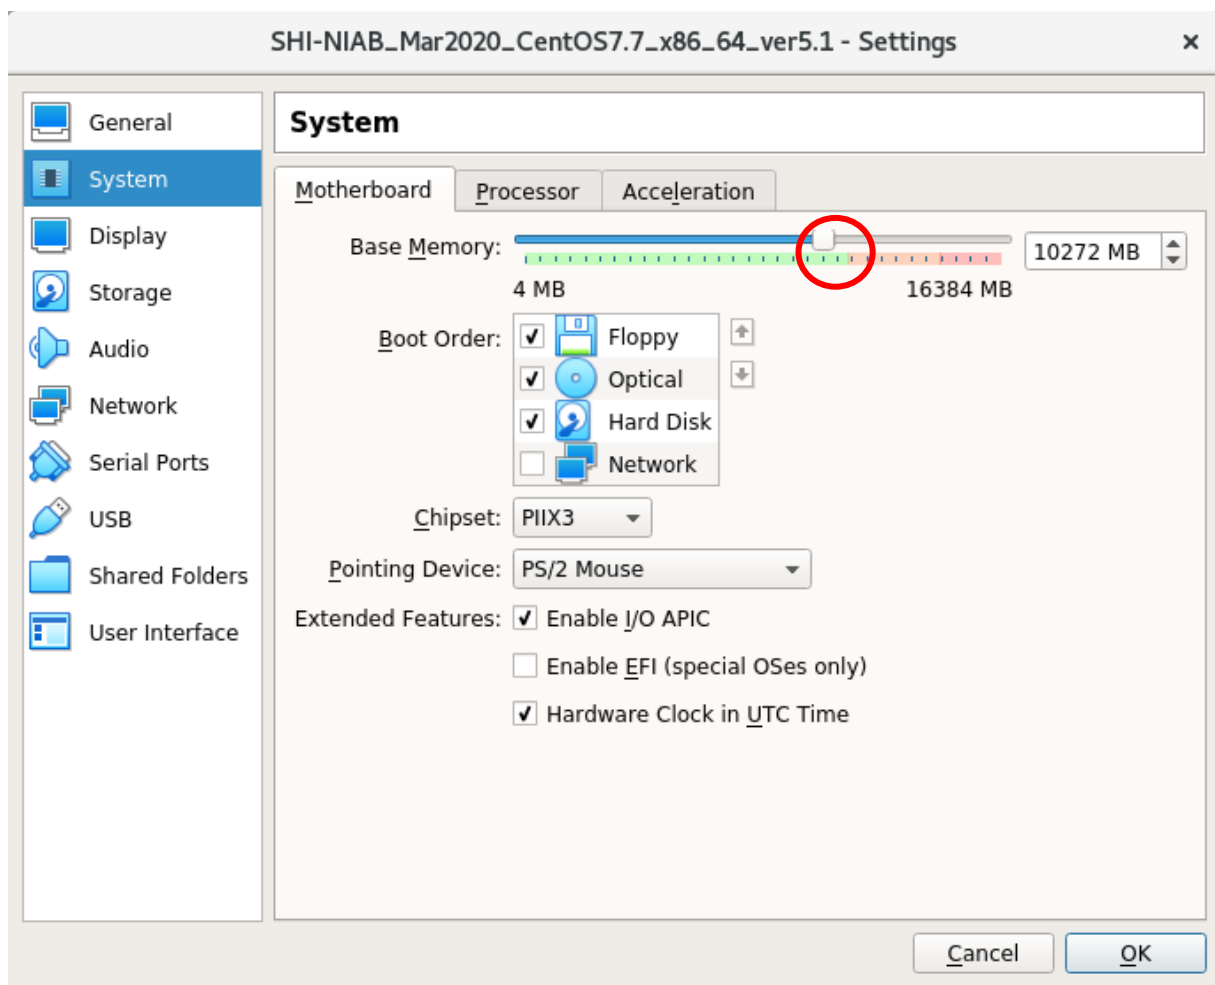 SHI-NIAB_Mar2020_CentOS7.7_x86_64_ver5.1 - Settings ×
General
System
Display
Storage
Audio
Network
Serial Ports
USB
Shared Folders
User Interface
System
Motherboard Processor Acceleration
Base Memory: 10272 MB
4 MB 16384 MB
Boot Order: Floppy
Optical
Hard Disk
Network
Chipset: PIIX3
Pointing Device: PS/2 Mouse
Extended Features: Enable I/O APIC
Enable EFI (special OSes only)
Hardware Clock in UTC Time
Cancel OK